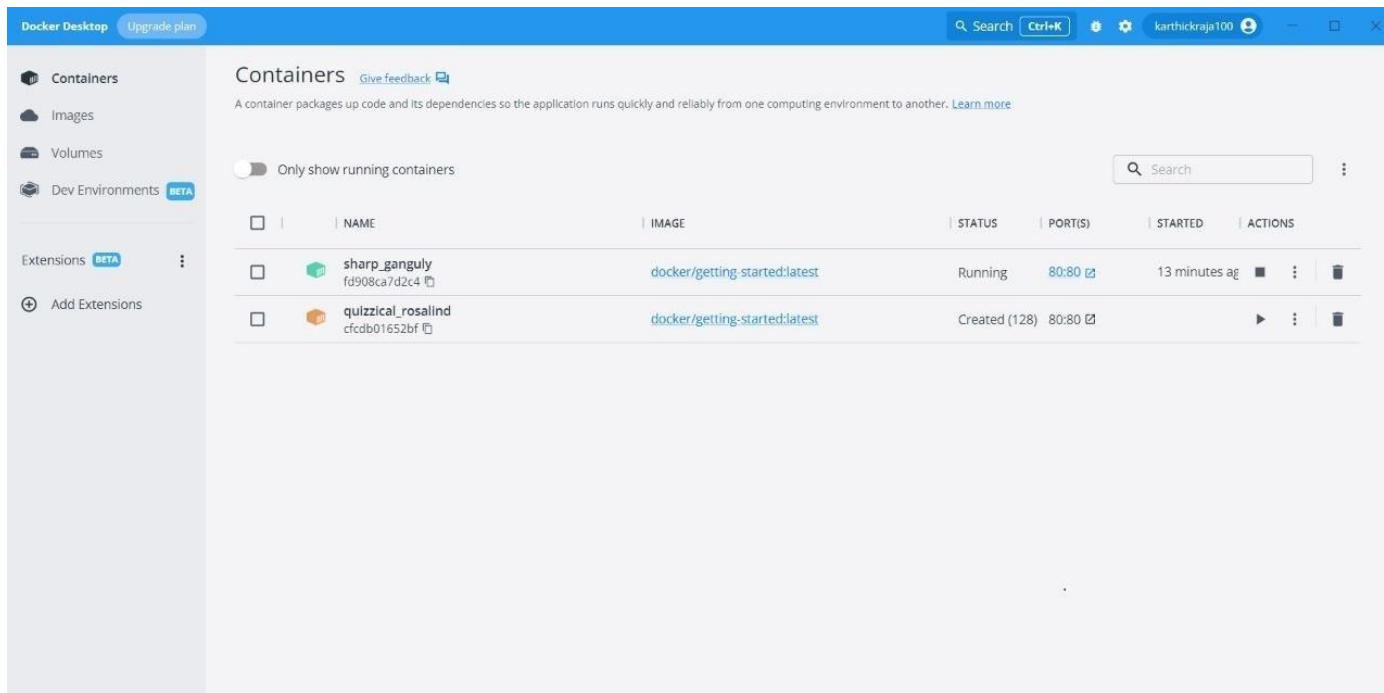 Docker Desktop Upgrade plan Search Ctrl+K karthickraja100
Containers
Images
Volumes
Dev Environments BETA
Extensions BETA
Add Extensions
Containers Give feedback
A container packages up code and its dependencies so the application runs quickly and reliably from one computing environment to another. Learn more
Only show running containers Search
NAME IMAGE STATUS PORT(S) STARTED ACTIONS
sharp_ganguly docker/getting-started:latest Running 80:80 13 minutes ag
fd908ca7d2c4
quizzical_rosalind docker/getting-started:latest Created (128) 80:80
cfcdb01652bf